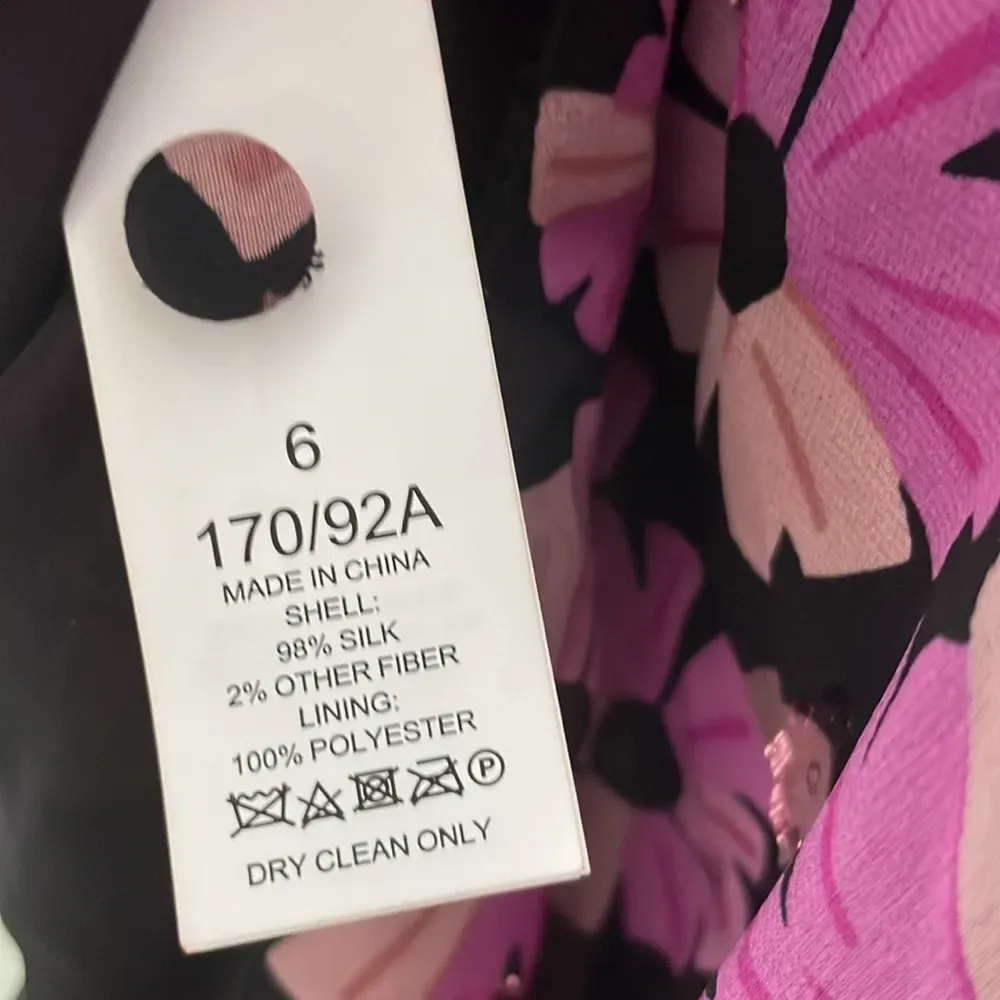 6
170/92A
MADE IN CHINA
SHELL:
98% SILK
2% OTHER FIBER
LINING:
100% POLYESTER
P
DRY CLEAN ONLY